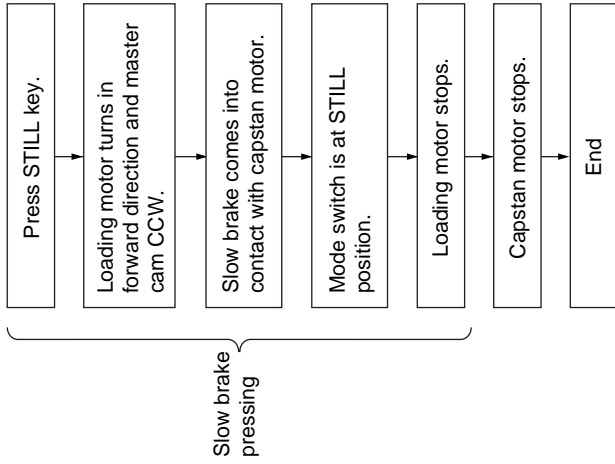 Press STILL key.
Loading motor turns in
forward direction and master
cam CCW.
Slow brake comes into
contact with capstan motor.
Mode switch is at STILL
position.
Loading motor stops.
Capstan motor stops.
End
Slow brake
pressing